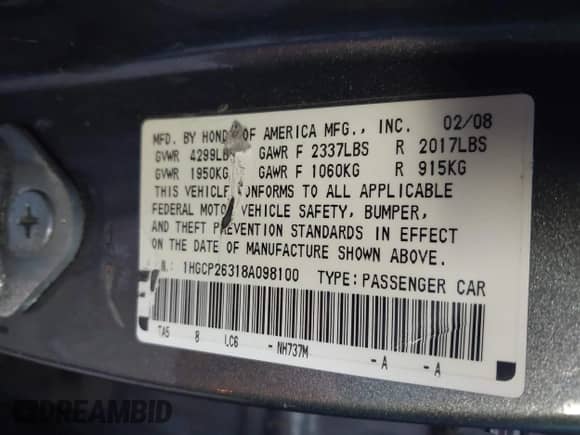 MFD. BY HONDA OF AMERICA MFG., INC. 02/08
GVWR 4299LBS GAWR F 2337LBS R 2017LBS
GVWR 1950KG GAWR F 1060KG R 915KG
THIS VEHICLE CONFORMS TO ALL APPLICABLE
FEDERAL MOTOR VEHICLE SAFETY, BUMPER,
AND THEFT PREVENTION STANDARDS IN EFFECT
ON THE DATE OF MANUFACTURE SHOWN ABOVE.
1HGCP26318A098100 TYPE: PASSENGER CAR
TA5 8 LC6 - NH737M - A - A
DREAMBID